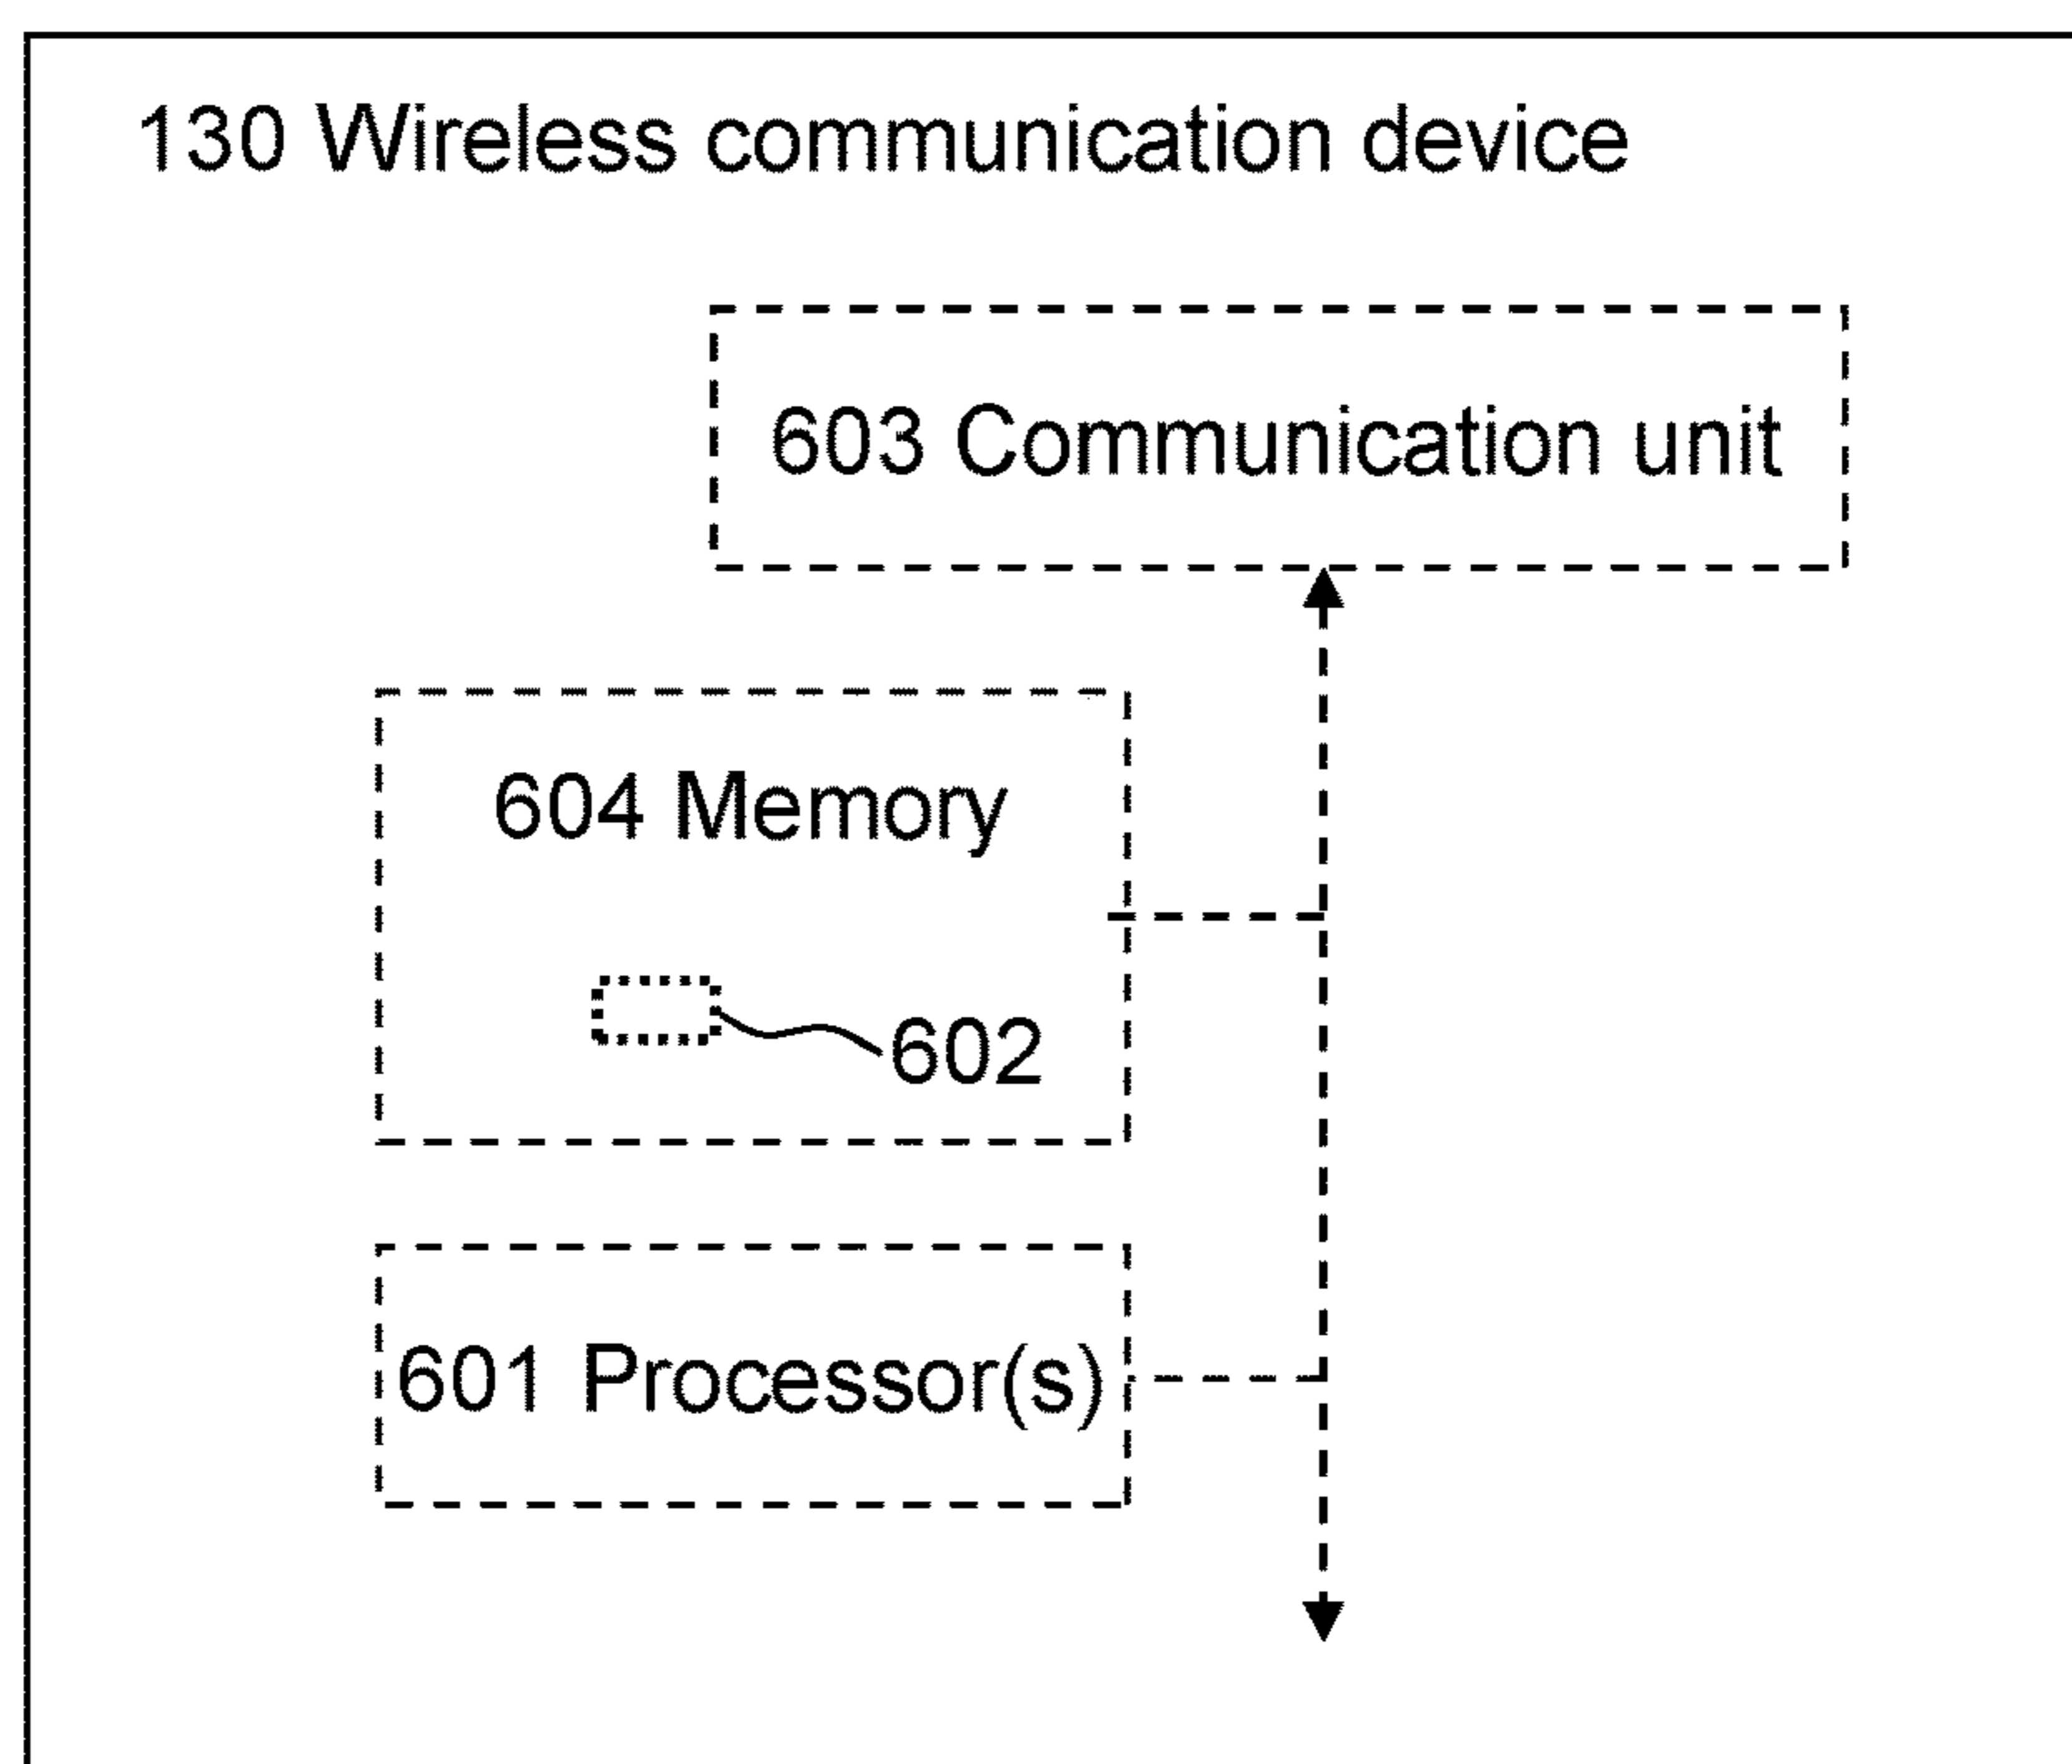 130 Wireless communication device
603 Communication unit
604 Memory
602
601 Processor(s)